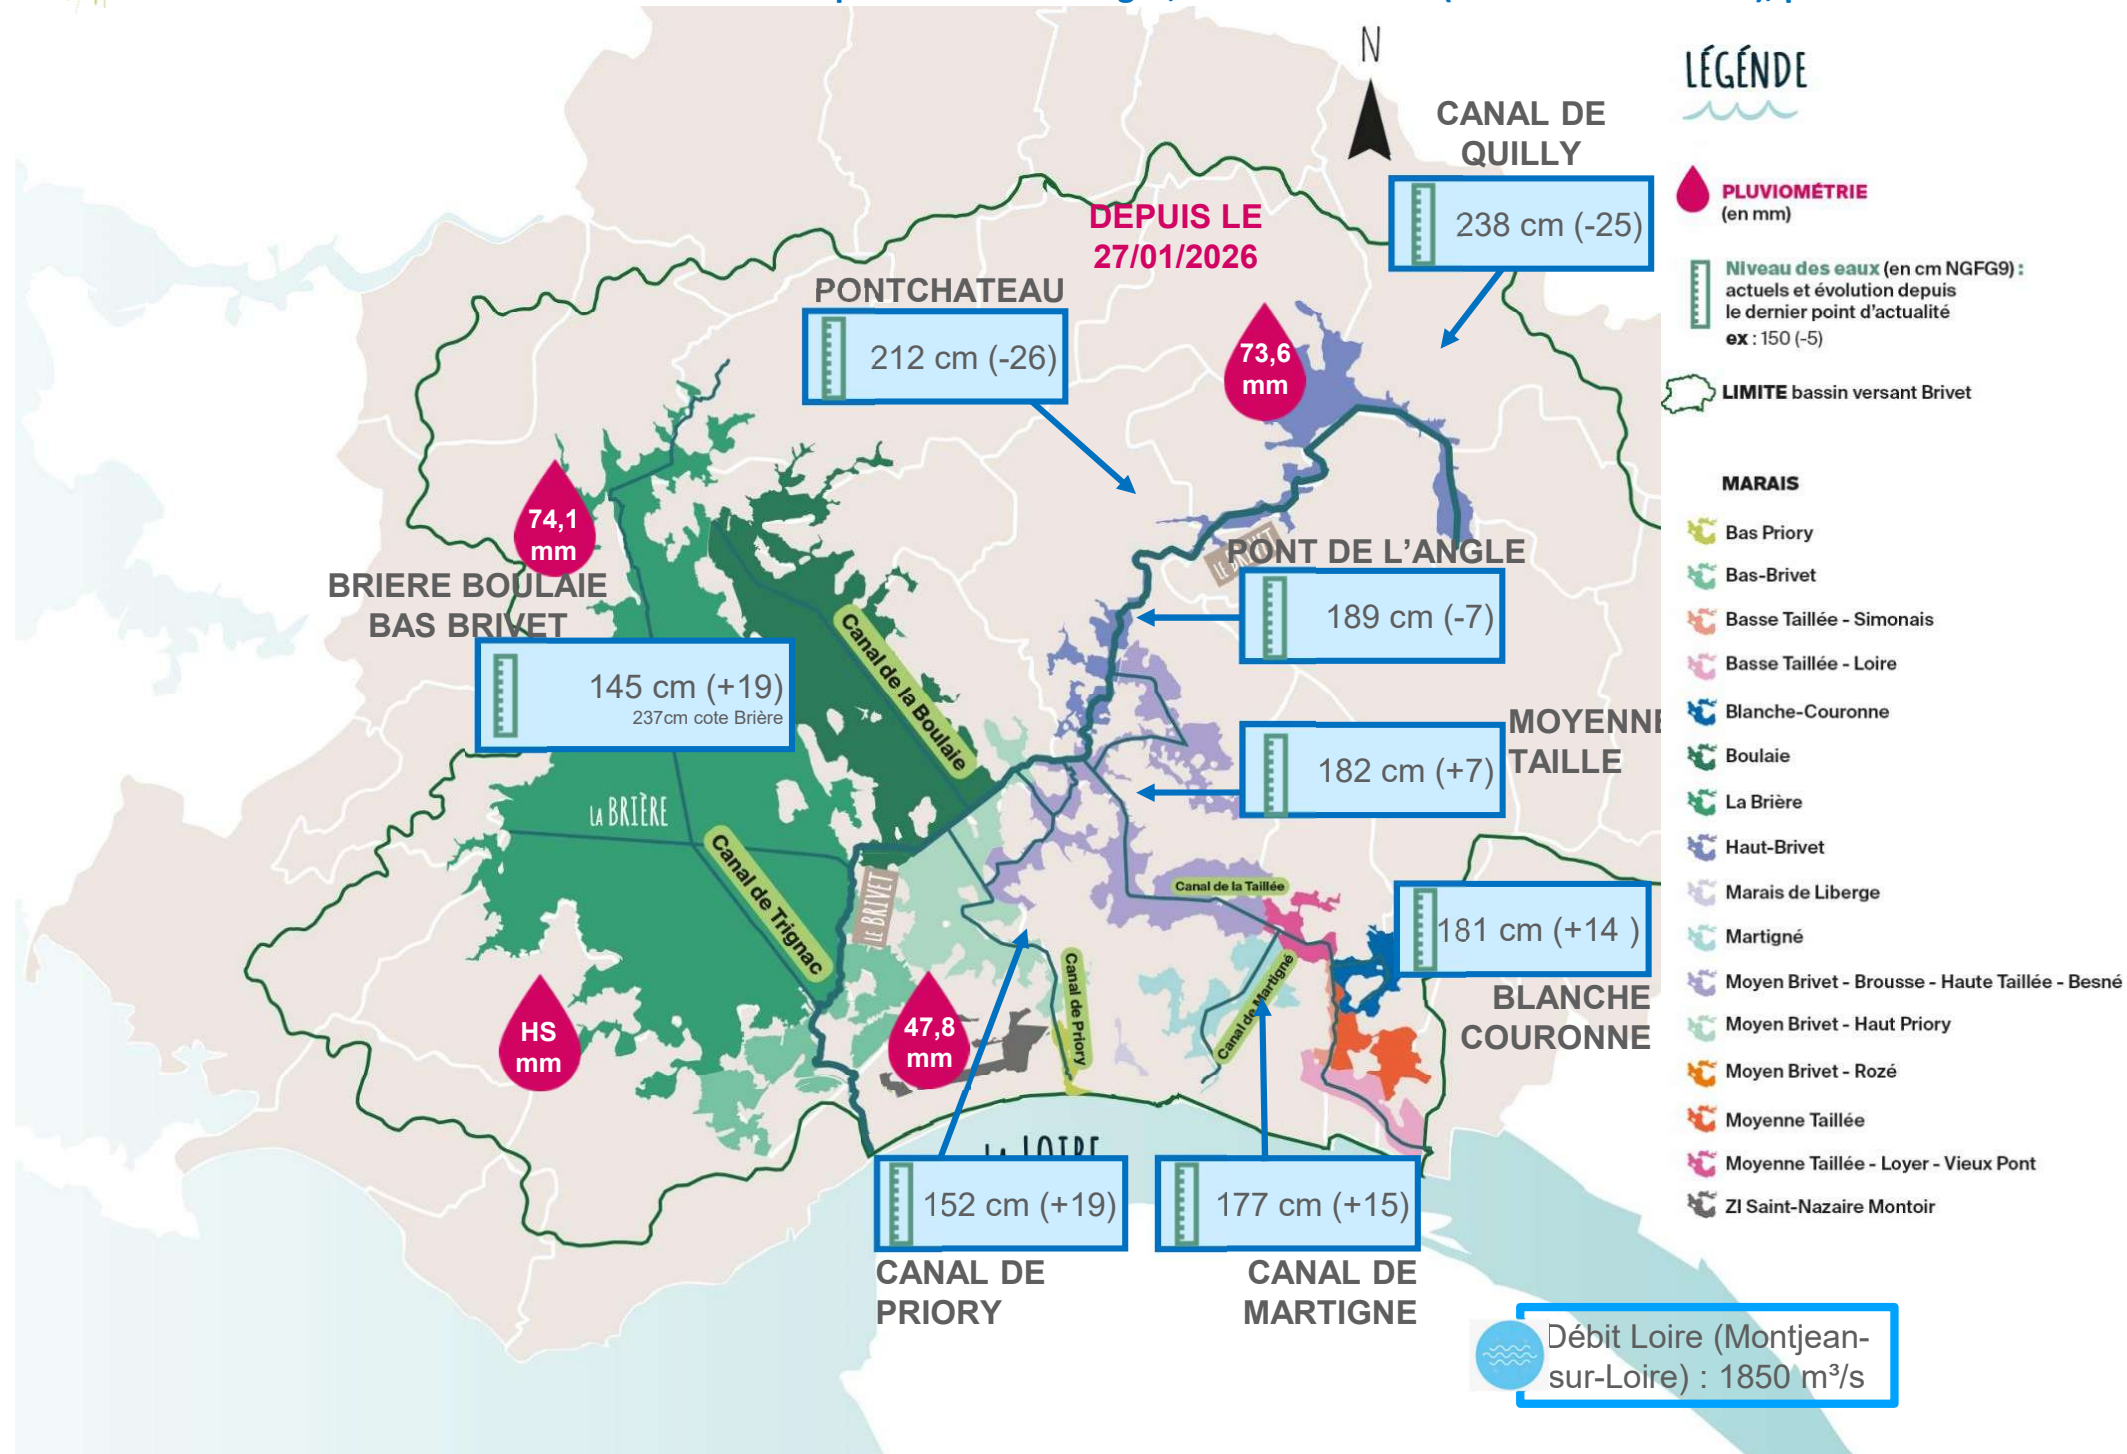 N
CANAL DE
QUILLY
238 cm (-25)
DEPUIS LE
27/01/2026
PONTCHATEAU
212 cm (-26)
73,6
mm
74,1
mm
BRIERE BOULAIE
BAS BRIVET
145 cm (+19)
237cm cote Brière
LE BRIVET
PONT DE L’ANGLE
189 cm (-7)
MOYENNE
TAILLE
182 cm (+7)
Canal de la Boulaie
LA BRIÈRE
Canal de Trignac
LE BRIVET
Canal de la Taillée
181 cm (+14 )
BLANCHE
COURONNE
Canal de Priory
Canal de Martigné
HS
mm
47,8
mm
LA LOIRE
152 cm (+19)
CANAL DE
PRIORY
177 cm (+15)
CANAL DE
MARTIGNE
Débit Loire (Montjean-
sur-Loire) : 1850 m³/s
LÉGÉNDE
PLUVIOMÉTRIE
(en mm)
Niveau des eaux (en cm NGFG9) :
actuels et évolution depuis
le dernier point d’actualité
ex : 150 (-5)
LIMITE bassin versant Brivet
MARAIS
Bas Priory
Bas-Brivet
Basse Taillée - Simonais
Basse Taillée - Loire
Blanche-Couronne
Boulaie
La Brière
Haut-Brivet
Marais de Liberge
Martigné
Moyen Brivet - Brousse - Haute Taillée - Besné
Moyen Brivet - Haut Priory
Moyen Brivet - Rozé
Moyenne Taillée
Moyenne Taillée - Loyer - Vieux Pont
ZI Saint-Nazaire Montoir